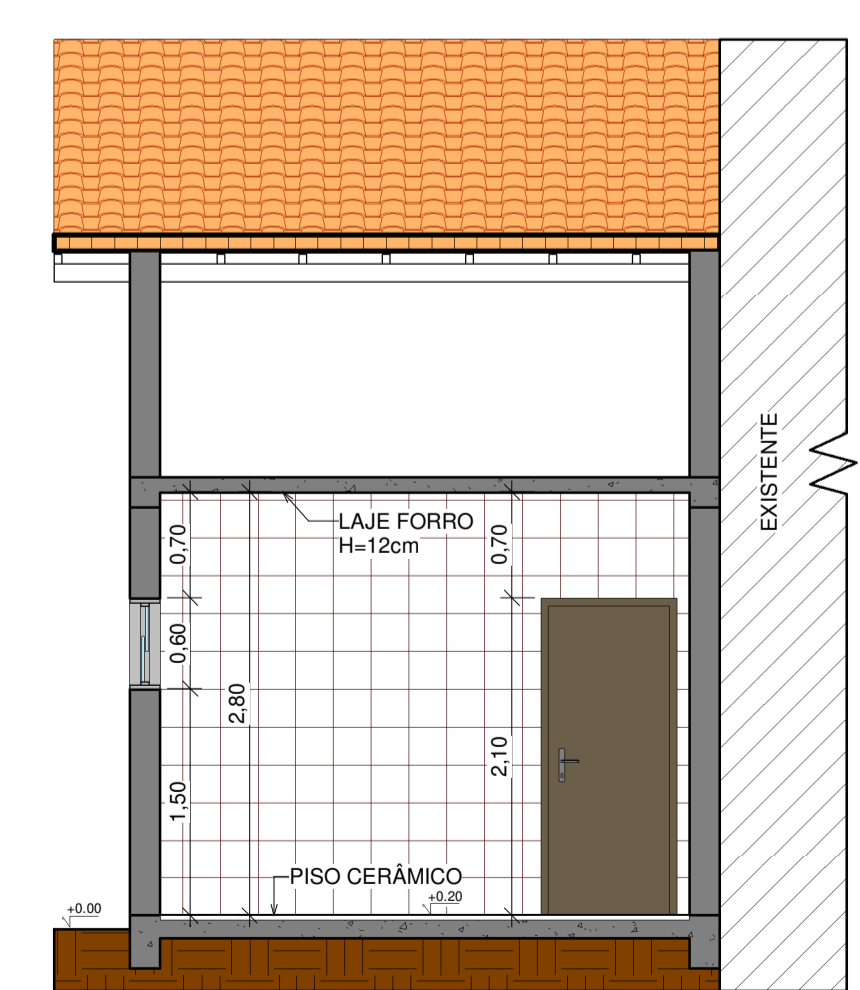 EXISTENTE
LAJE FORRO
H=12cm
0,70
0,70
0,60
2,80
2,10
1,50
PISO CERÂMICO
+0.20
+0.00